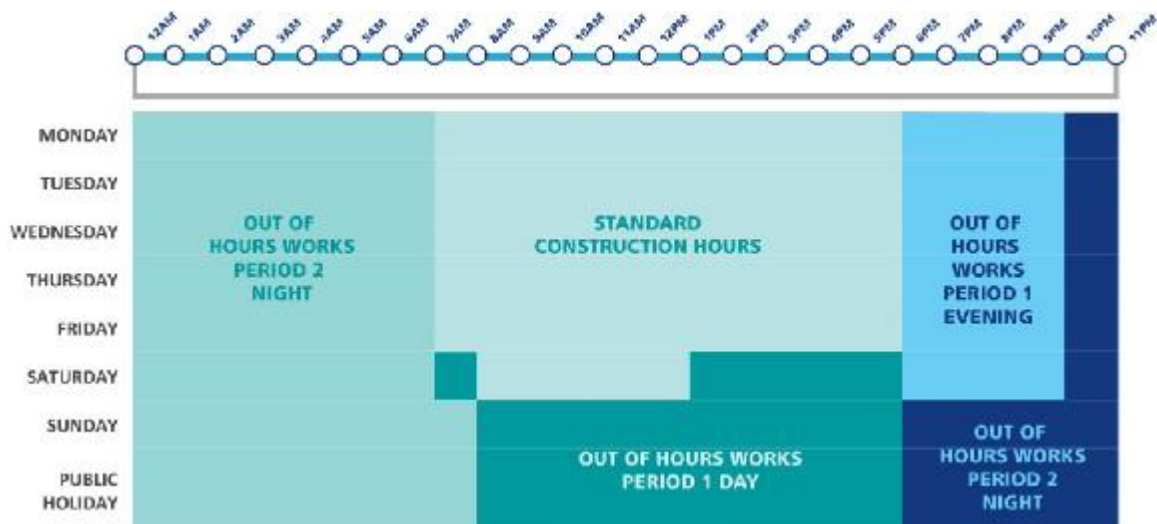 12AM 1AM 2AM 3AM 4AM 5AM 6AM 7AM 8AM 9AM 10AM 11AM 12PM 1PM 2PM 3PM 4PM 5PM 6PM 7PM 8PM 9PM 10PM 11PM
MONDAY
TUESDAY
WEDNESDAY
THURSDAY
FRIDAY
SATURDAY
SUNDAY
PUBLIC
HOLIDAY
OUT OF
HOURS WORKS
PERIOD 2
NIGHT
STANDARD
CONSTRUCTION HOURS
OUT OF
HOURS
WORKS
PERIOD 1
EVENING
OUT OF HOURS WORKS
PERIOD 1 DAY
OUT OF
HOURS WORKS
PERIOD 2
NIGHT